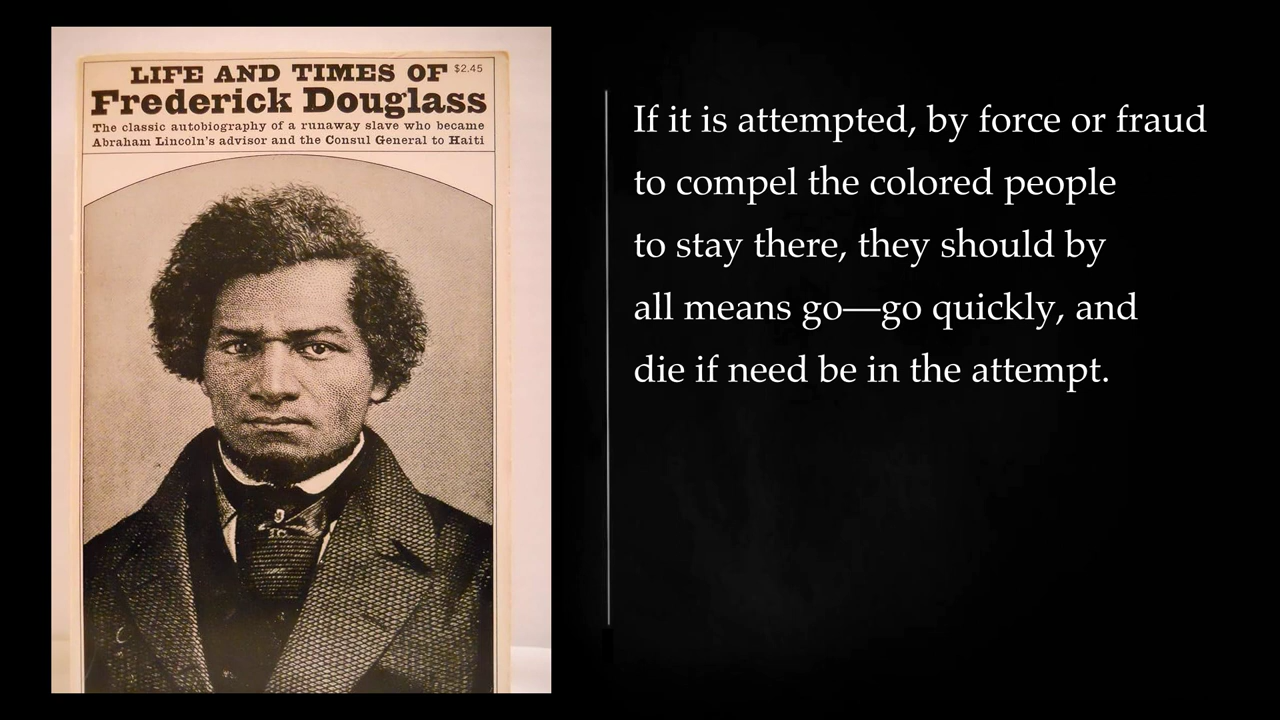 LIFE AND TIMES OF $2.45
Frederick Douglass
The classic autobiography of a runaway slave who became
Abraham Lincoln's advisor and the Consul General to Haiti
If it is attempted, by force or fraud
to compel the colored people
to stay there, they should by
all means go—go quickly, and
die if need be in the attempt.